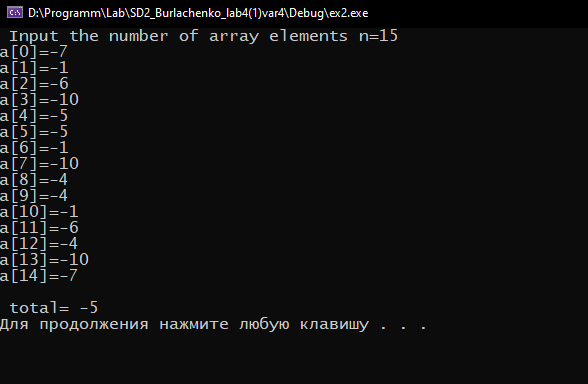 D:\Programm\Lab\SD2_Burlachenko_lab4(1)var4\Debug\ex2.exe
Input the number of array elements n=15
a[0]=-7
a[1]=-1
a[2]=-6
a[3]=-10
a[4]=-5
a[5]=-5
a[6]=-1
a[7]=-10
a[8]=-4
a[9]=-4
a[10]=-1
a[11]=-6
a[12]=-4
a[13]=-10
a[14]=-7
total= -5
Для продолжения нажмите любую клавишу . . .